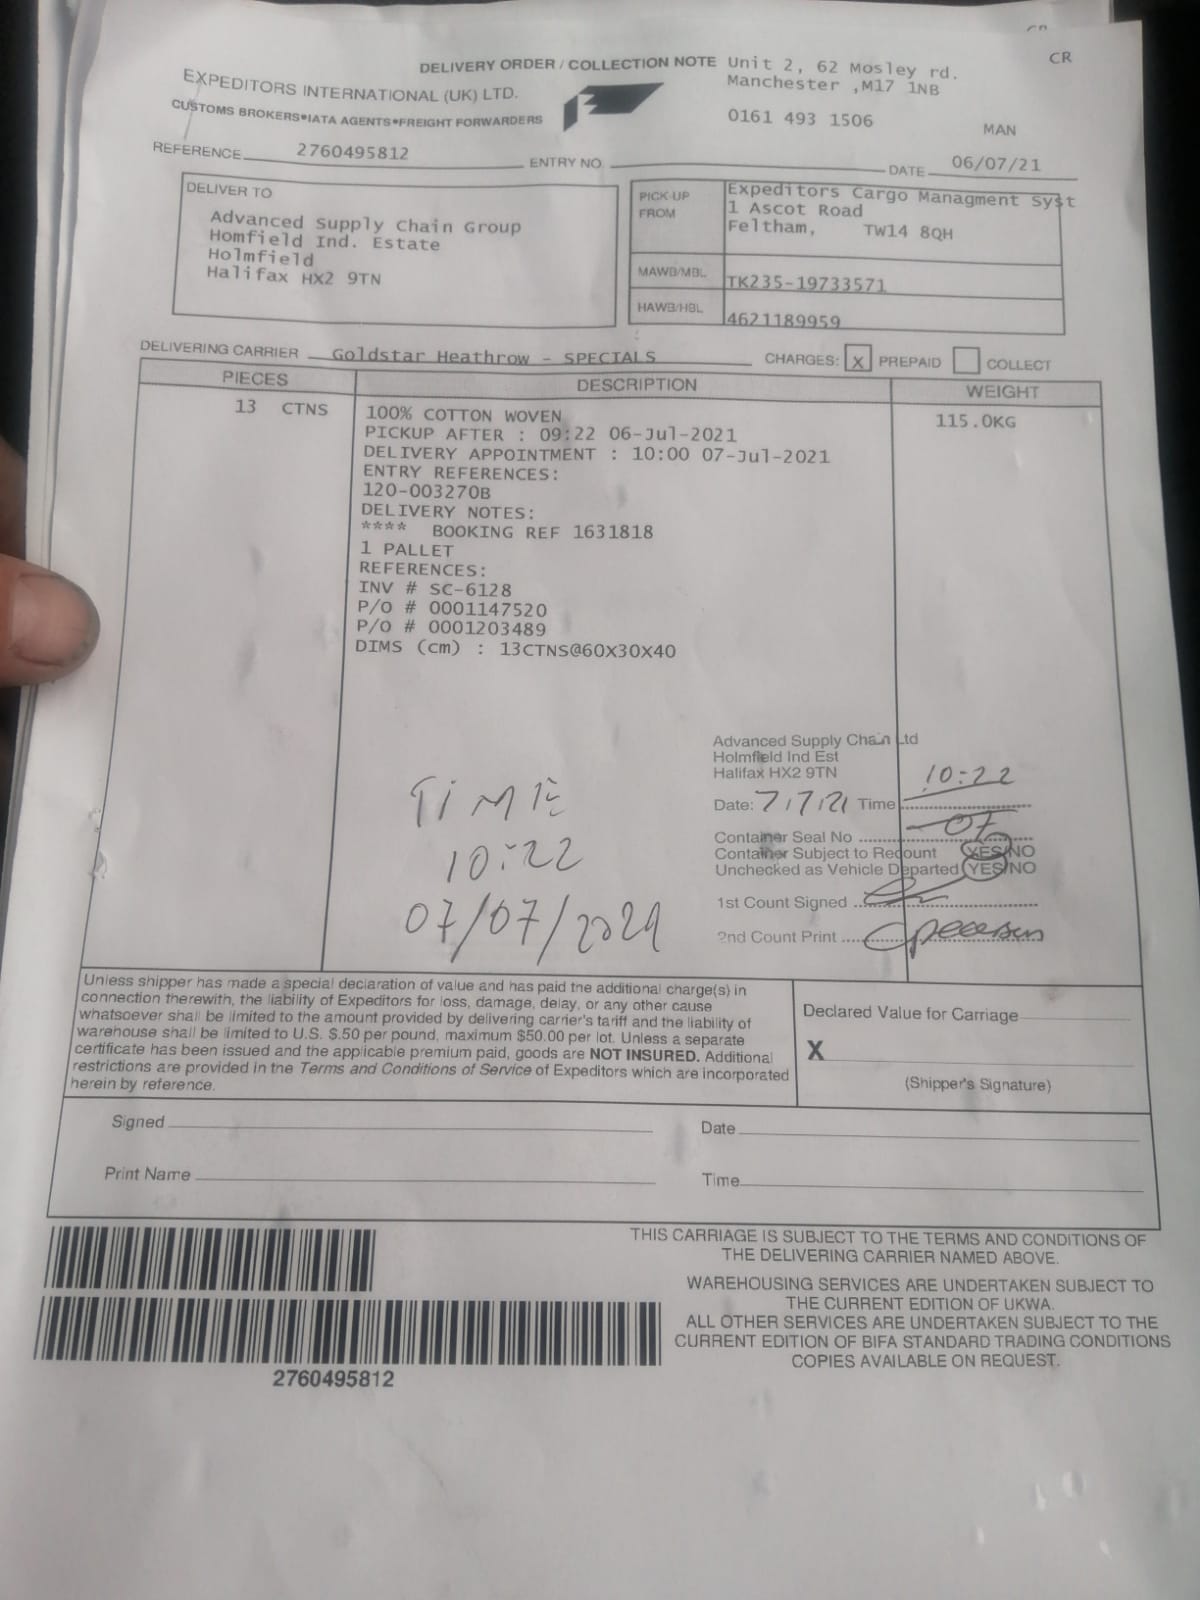 CR
DELIVERY ORDER / COLLECTION NOTE
Unit 2, 62 Mosley rd.
Manchester ,M17 1NB
0161 493 1506
MAN
EXPEDITORS INTERNATIONAL (UK) LTD.
CUSTOMS BROKERS•IATA AGENTS•FREIGHT FORWARDERS
REFERENCE 2760495812 ENTRY NO. DATE 06/07/21
DELIVER TO
Advanced Supply Chain Group
Homfield Ind. Estate
Holmfield
Halifax HX2 9TN
PICK-UP FROM
Expeditors Cargo Managment Syst
1 Ascot Road
Feltham, TW14 8QH
MAWB/MBL TK235-19733571
HAWB/HBL 4621189959
DELIVERING CARRIER Goldstar Heathrow - SPECIALS CHARGES: X PREPAID COLLECT
PIECES DESCRIPTION WEIGHT
13 CTNS 100% COTTON WOVEN 115.0KG
PICKUP AFTER : 09:22 06-Jul-2021
DELIVERY APPOINTMENT : 10:00 07-Jul-2021
ENTRY REFERENCES:
120-003270B
DELIVERY NOTES:
**** BOOKING REF 1631818
1 PALLET
REFERENCES:
INV # SC-6128
P/O # 0001147520
P/O # 0001203489
DIMS (cm) : 13CTNS@60X30X40
TIME
10:22
07/07/2021
Advanced Supply Chain Ltd
Holmfield Ind Est
Halifax HX2 9TN
Date: 7/7/21 Time 10:22
Container Seal No 07
Container Subject to Recount YES/NO
Unchecked as Vehicle Departed YES/NO
1st Count Signed
2nd Count Print
Unless shipper has made a special declaration of value and has paid the additional charge(s) in
connection therewith, the liability of Expeditors for loss, damage, delay, or any other cause
whatsoever shall be limited to the amount provided by delivering carrier's tariff and the liability of
warehouse shall be limited to U.S. $.50 per pound, maximum $50.00 per lot. Unless a separate
certificate has been issued and the applicable premium paid, goods are NOT INSURED. Additional
restrictions are provided in the Terms and Conditions of Service of Expeditors which are incorporated
herein by reference.
Declared Value for Carriage
X
(Shipper's Signature)
Signed Date
Print Name Time
THIS CARRIAGE IS SUBJECT TO THE TERMS AND CONDITIONS OF
THE DELIVERING CARRIER NAMED ABOVE.
WAREHOUSING SERVICES ARE UNDERTAKEN SUBJECT TO
THE CURRENT EDITION OF UKWA.
ALL OTHER SERVICES ARE UNDERTAKEN SUBJECT TO THE
CURRENT EDITION OF BIFA STANDARD TRADING CONDITIONS
COPIES AVAILABLE ON REQUEST.
2760495812